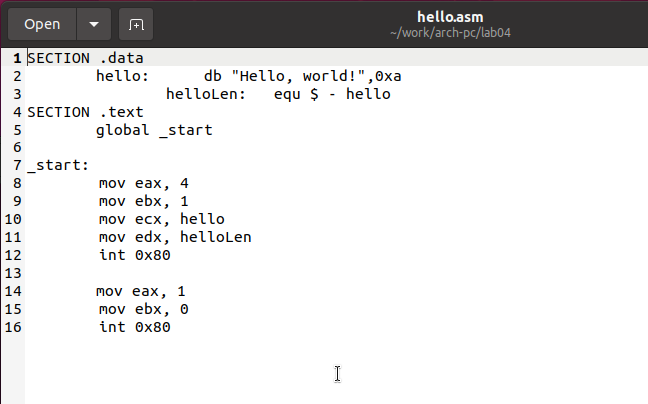 Open
hello.asm
~/work/arch-pc/lab04
1 SECTION .data
2 hello: db "Hello, world!",0xa
3 helloLen: equ $ - hello
4 SECTION .text
5 global _start
6
7 _start:
8 mov eax, 4
9 mov ebx, 1
10 mov ecx, hello
11 mov edx, helloLen
12 int 0x80
13
14 mov eax, 1
15 mov ebx, 0
16 int 0x80